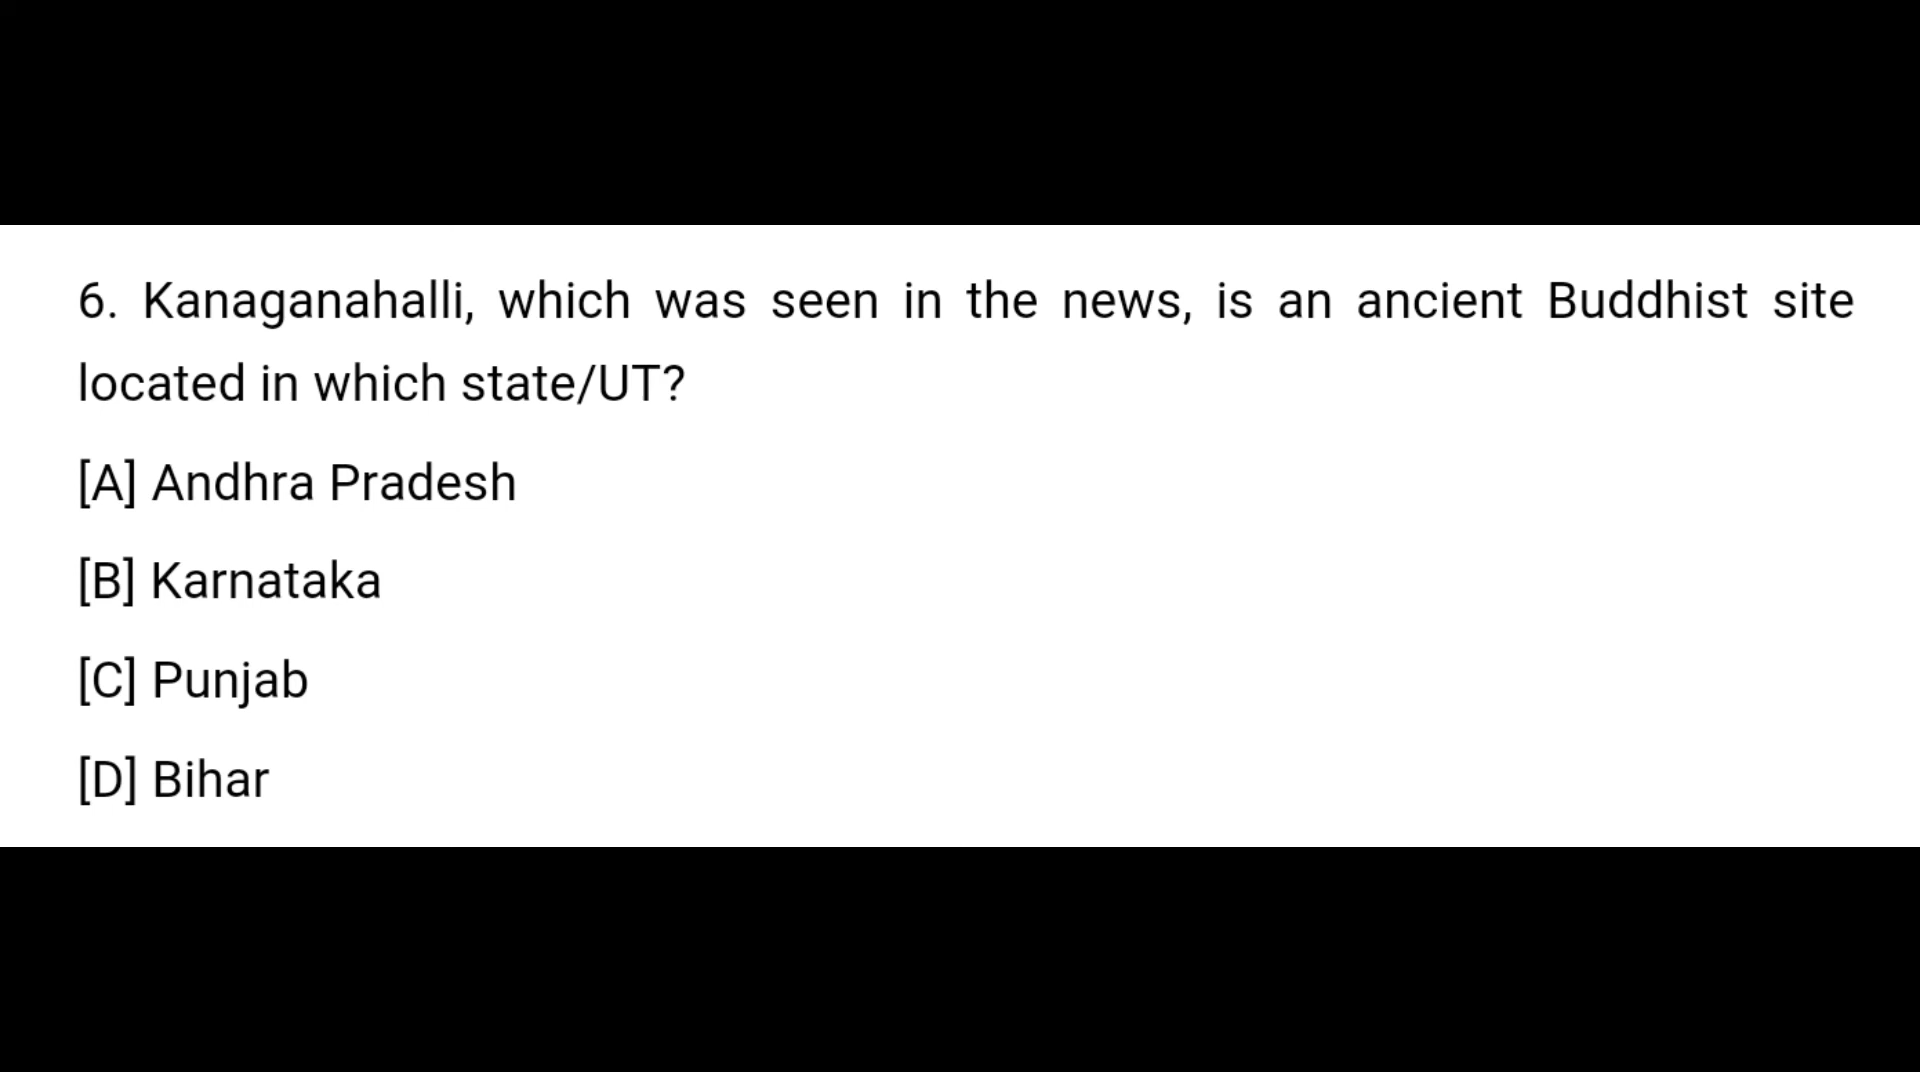 6. Kanaganahalli, which was seen in the news, is an ancient Buddhist site
located in which state/UT?
[A] Andhra Pradesh
[B] Karnataka
[C] Punjab
[D] Bihar